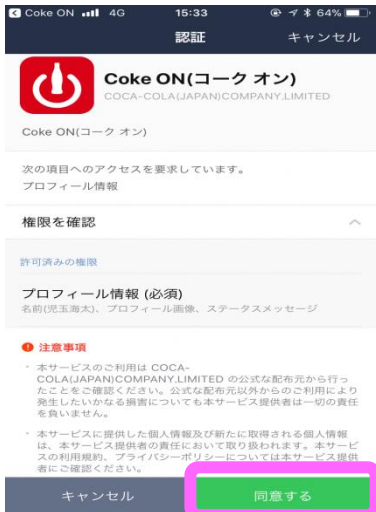 Coke ON 4G 15:33 64%
認証 キャンセル
Coke ON(コーク オン)
COCA-COLA(JAPAN)COMPANY,LIMITED
Coke ON(コーク オン)
次の項目へのアクセスを要求しています。
プロフィール情報
権限を確認
許可済みの権限
プロフィール情報 (必須)
名前(児玉海太)、プロフィール画像、ステータスメッセージ
注意事項
本サービスのご利用は COCA-
COLA(JAPAN)COMPANY,LIMITED の公式な配布元から行っ
たことをご確認ください。公式な配布元以外からのご利用により
発生したいかなる損害についても本サービス提供者は一切の責任
を負いません。
本サービスに提供した個人情報及び新たに取得される個人情報
は、本サービス提供者の責任において取り扱われます。本サービ
スの利用規約、プライバシーポリシーについては本サービス提供
者にご確認ください。
キャンセル 同意する